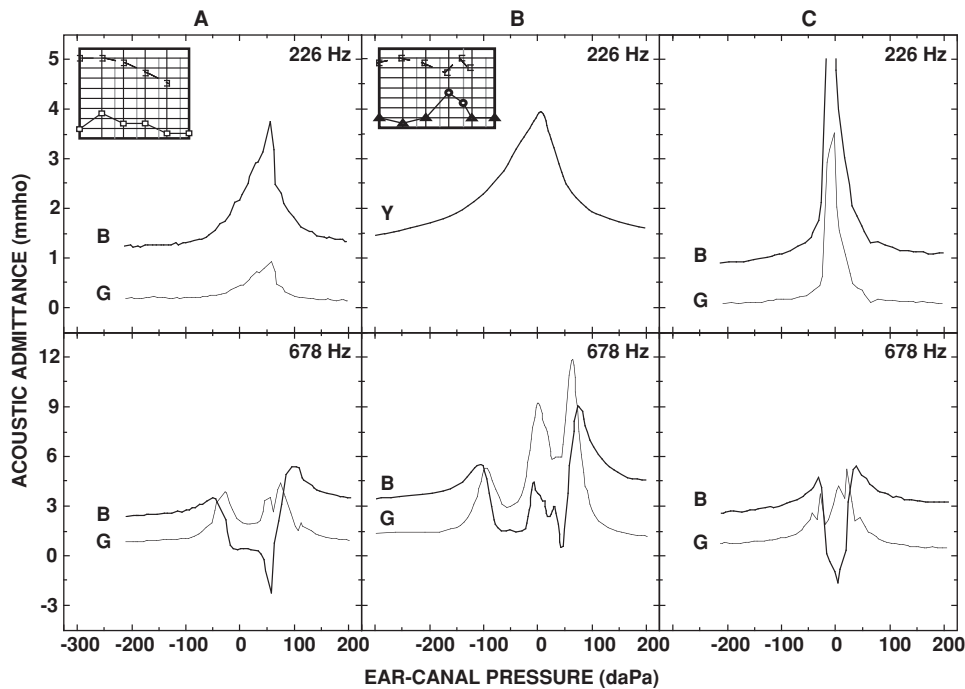 A B C
226 Hz 226 Hz 226 Hz
5
4
3
2
1
0
B
G
Y
B
G
678 Hz 678 Hz 678 Hz
12
9
6
3
0
-3
B
G
B
G
B
G
-300 -200 -100 0 100 200 -100 0 100 200 -300 -200 -100 0 100 200
ACOUSTIC ADMITTANCE (mmho)
EAR-CANAL PRESSURE (daPa)